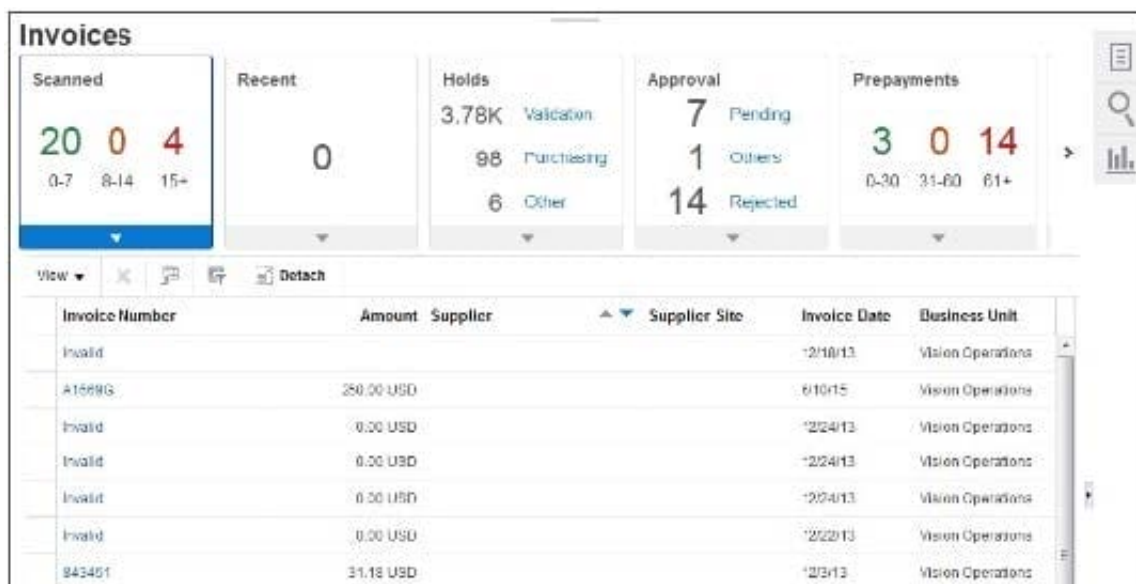 Invoices
Scanned Recent Holds Approval Prepayments
3.78K Validation 7 Pending
20 0 4 0 98 Purchasing 1 Others 3 0 14
0-7 8-14 15+ 0-30 31-60 61+
6 Other 14 Rejected
View Detach
Invoice Number Amount Supplier Supplier Site Invoice Date Business Unit
Invalid 12/18/13 Vision Operations
A1569G 250.00 USD 6/10/15 Vision Operations
Invalid 0.00 USD 12/24/13 Vision Operations
Invalid 0.00 USD 12/24/13 Vision Operations
Invalid 0.00 USD 12/24/13 Vision Operations
Invalid 0.00 USD 12/22/13 Vision Operations
843451 31.18 USD 12/3/13 Vision Operations